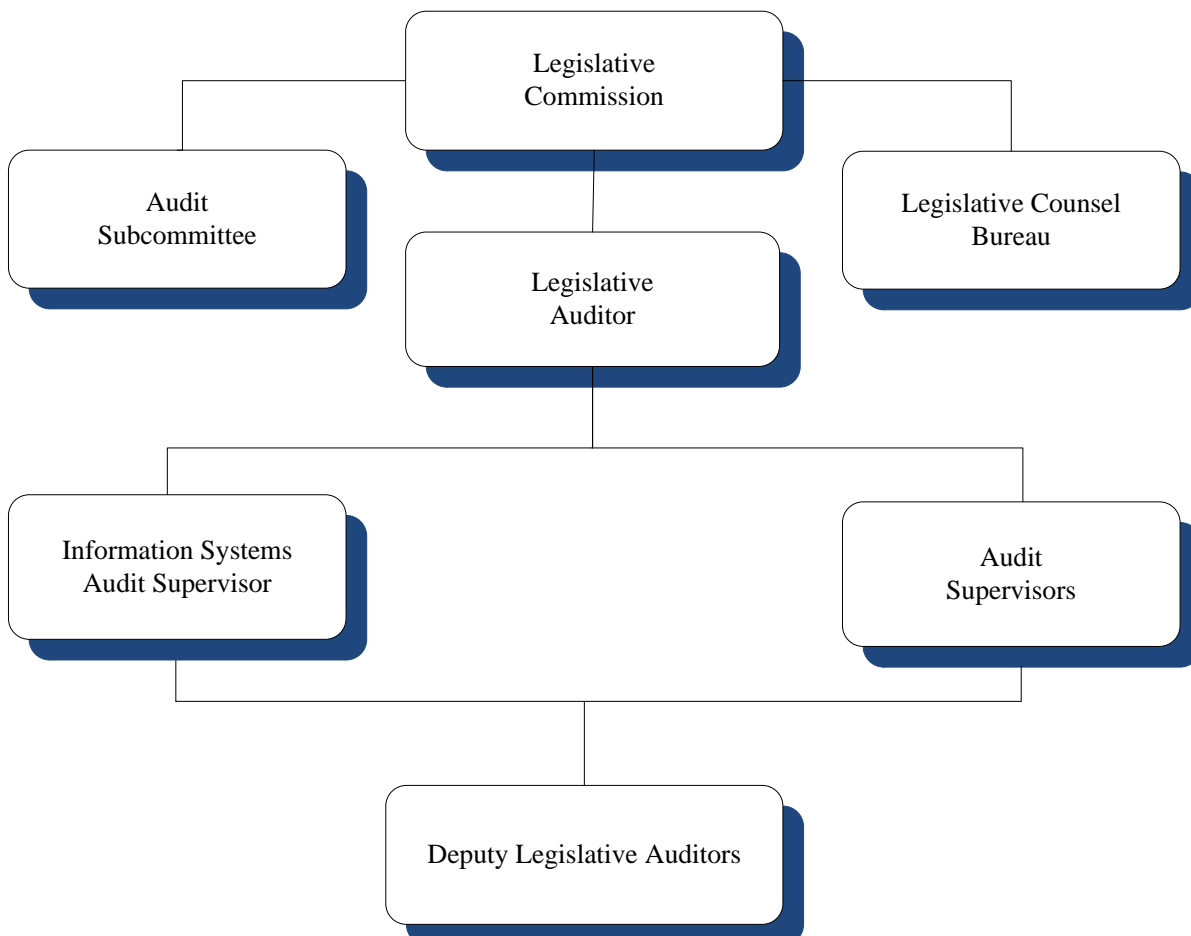 Legislative
Commission
Audit
Subcommittee
Legislative Counsel
Bureau
Legislative
Auditor
Information Systems
Audit Supervisor
Audit
Supervisors
Deputy Legislative Auditors